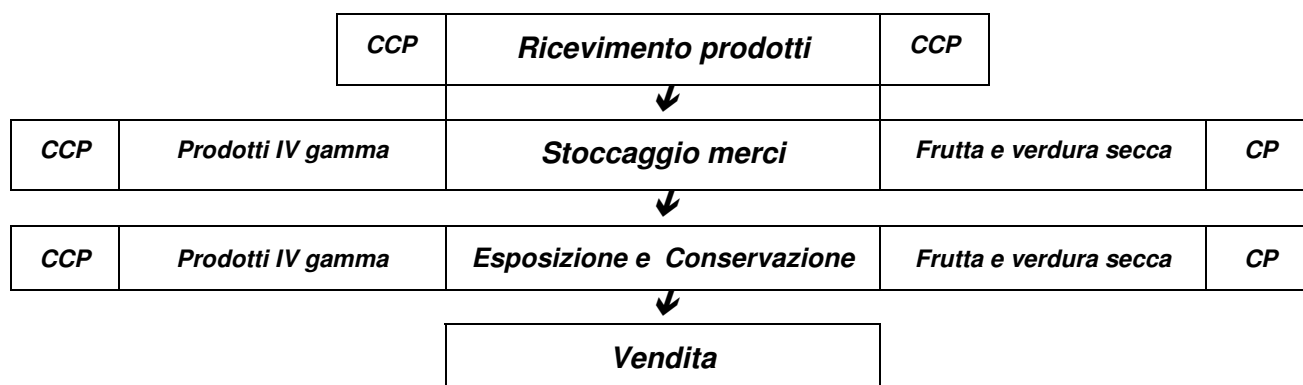 CCP Ricevimento prodotti CCP
CCP Prodotti IV gamma Stoccaggio merci Frutta e verdura secca CP
CCP Prodotti IV gamma Esposizione e Conservazione Frutta e verdura secca CP
Vendita